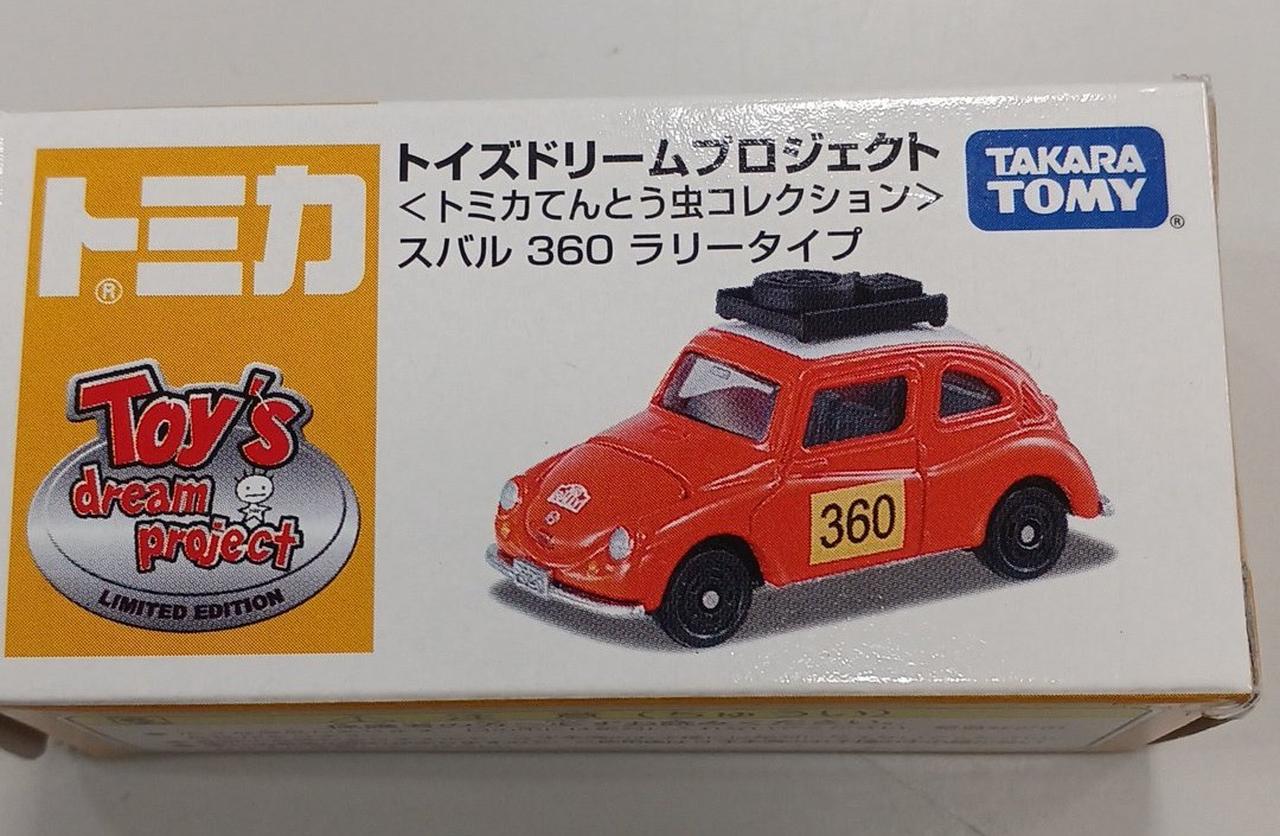 トミカ®
Toy's
dream
project
LIMITED EDITION
トイズドリームプロジェクト
<トミカてんとう虫コレクション>
スバル 360 ラリータイプ
TAKARA
TOMY®
360